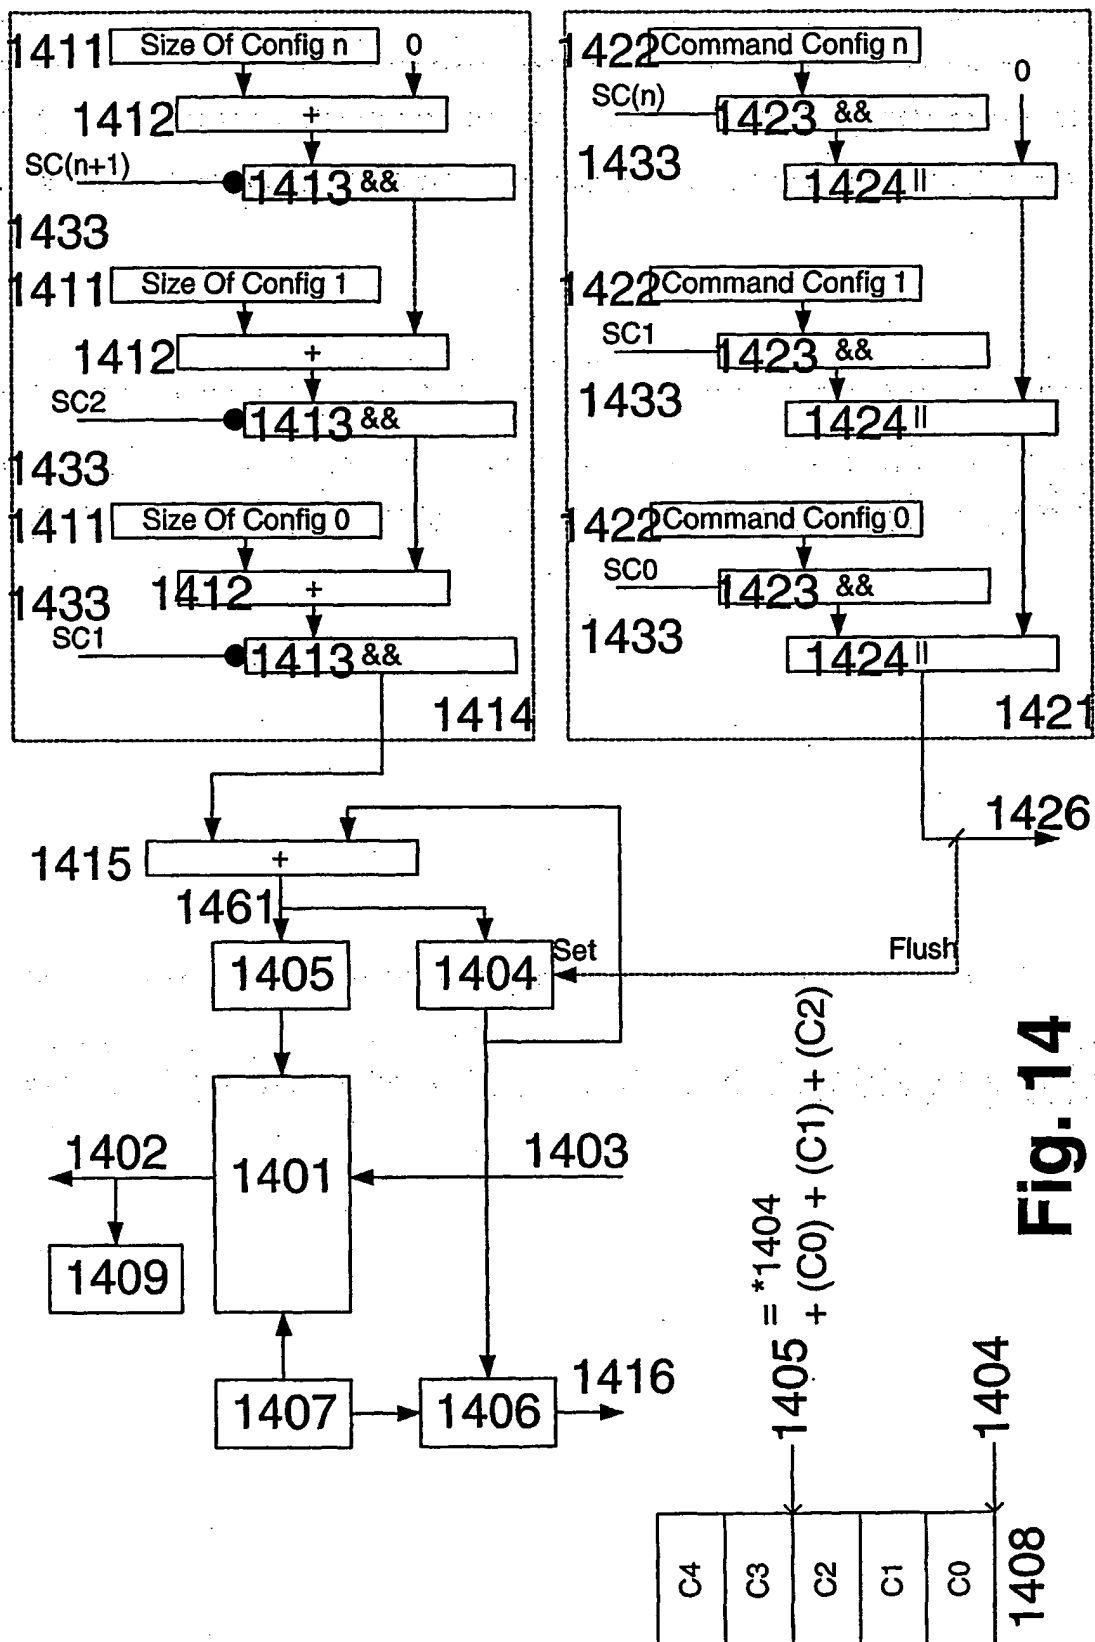 1411 Size Of Config n 0
1412 +
SC(n+1)
1413 &&
1433
1411 Size Of Config 1
1412 +
SC2
1413 &&
1433
1411 Size Of Config 0
1412 +
1433
SC1
1413 &&
1414
1422 Command Config n
0
SC(n)
1423 &&
1433
1424 ||
1422 Command Config 1
SC1
1423 &&
1433
1424 ||
1422 Command Config 0
SC0
1423 &&
1433
1424 ||
1421
1426
1415 +
1461
1405
1404
Set
Flush
1402
1401
1403
1409
1407
1406
1416
1405 = *1404
+ (C0) + (C1) + (C2)
1404
C4 C3 C2 C1 C0
1408
Fig. 14